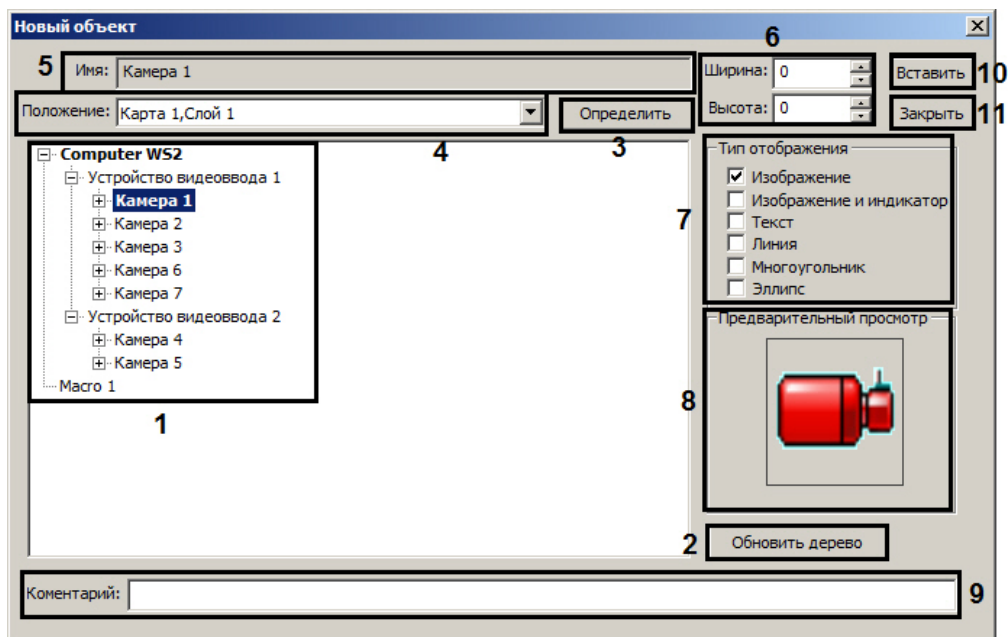 Новый объект
6
5 Имя: Камера 1 Ширина: 0 Вставить 10
Положение: Карта 1,Слой 1 Определить Высота: 0 Закрыть 11
4 3
Computer WS2
Устройство видеоввода 1
Камера 1
Камера 2
Камера 3
Камера 6
Камера 7
Устройство видеоввода 2
Камера 4
Камера 5
Macro 1
1
Тип отображения
Изображение
Изображение и индикатор
7 Текст
Линия
Многоугольник
Эллипс
Предварительный просмотр
8
2 Обновить дерево
Коментарий: 9